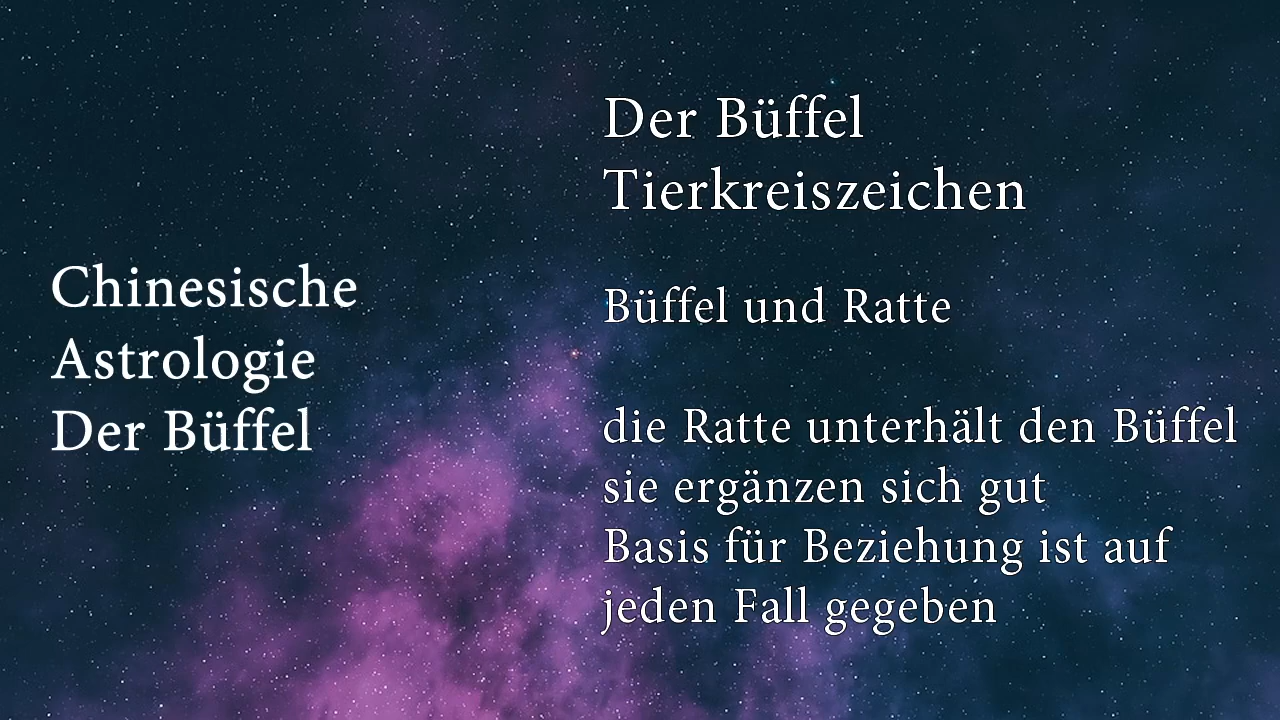 Chinesische
Astrologie
Der Büffel
Der Büffel
Tierkreiszeichen
Büffel und Ratte
die Ratte unterhält den Büffel
sie ergänzen sich gut
Basis für Beziehung ist auf
jeden Fall gegeben